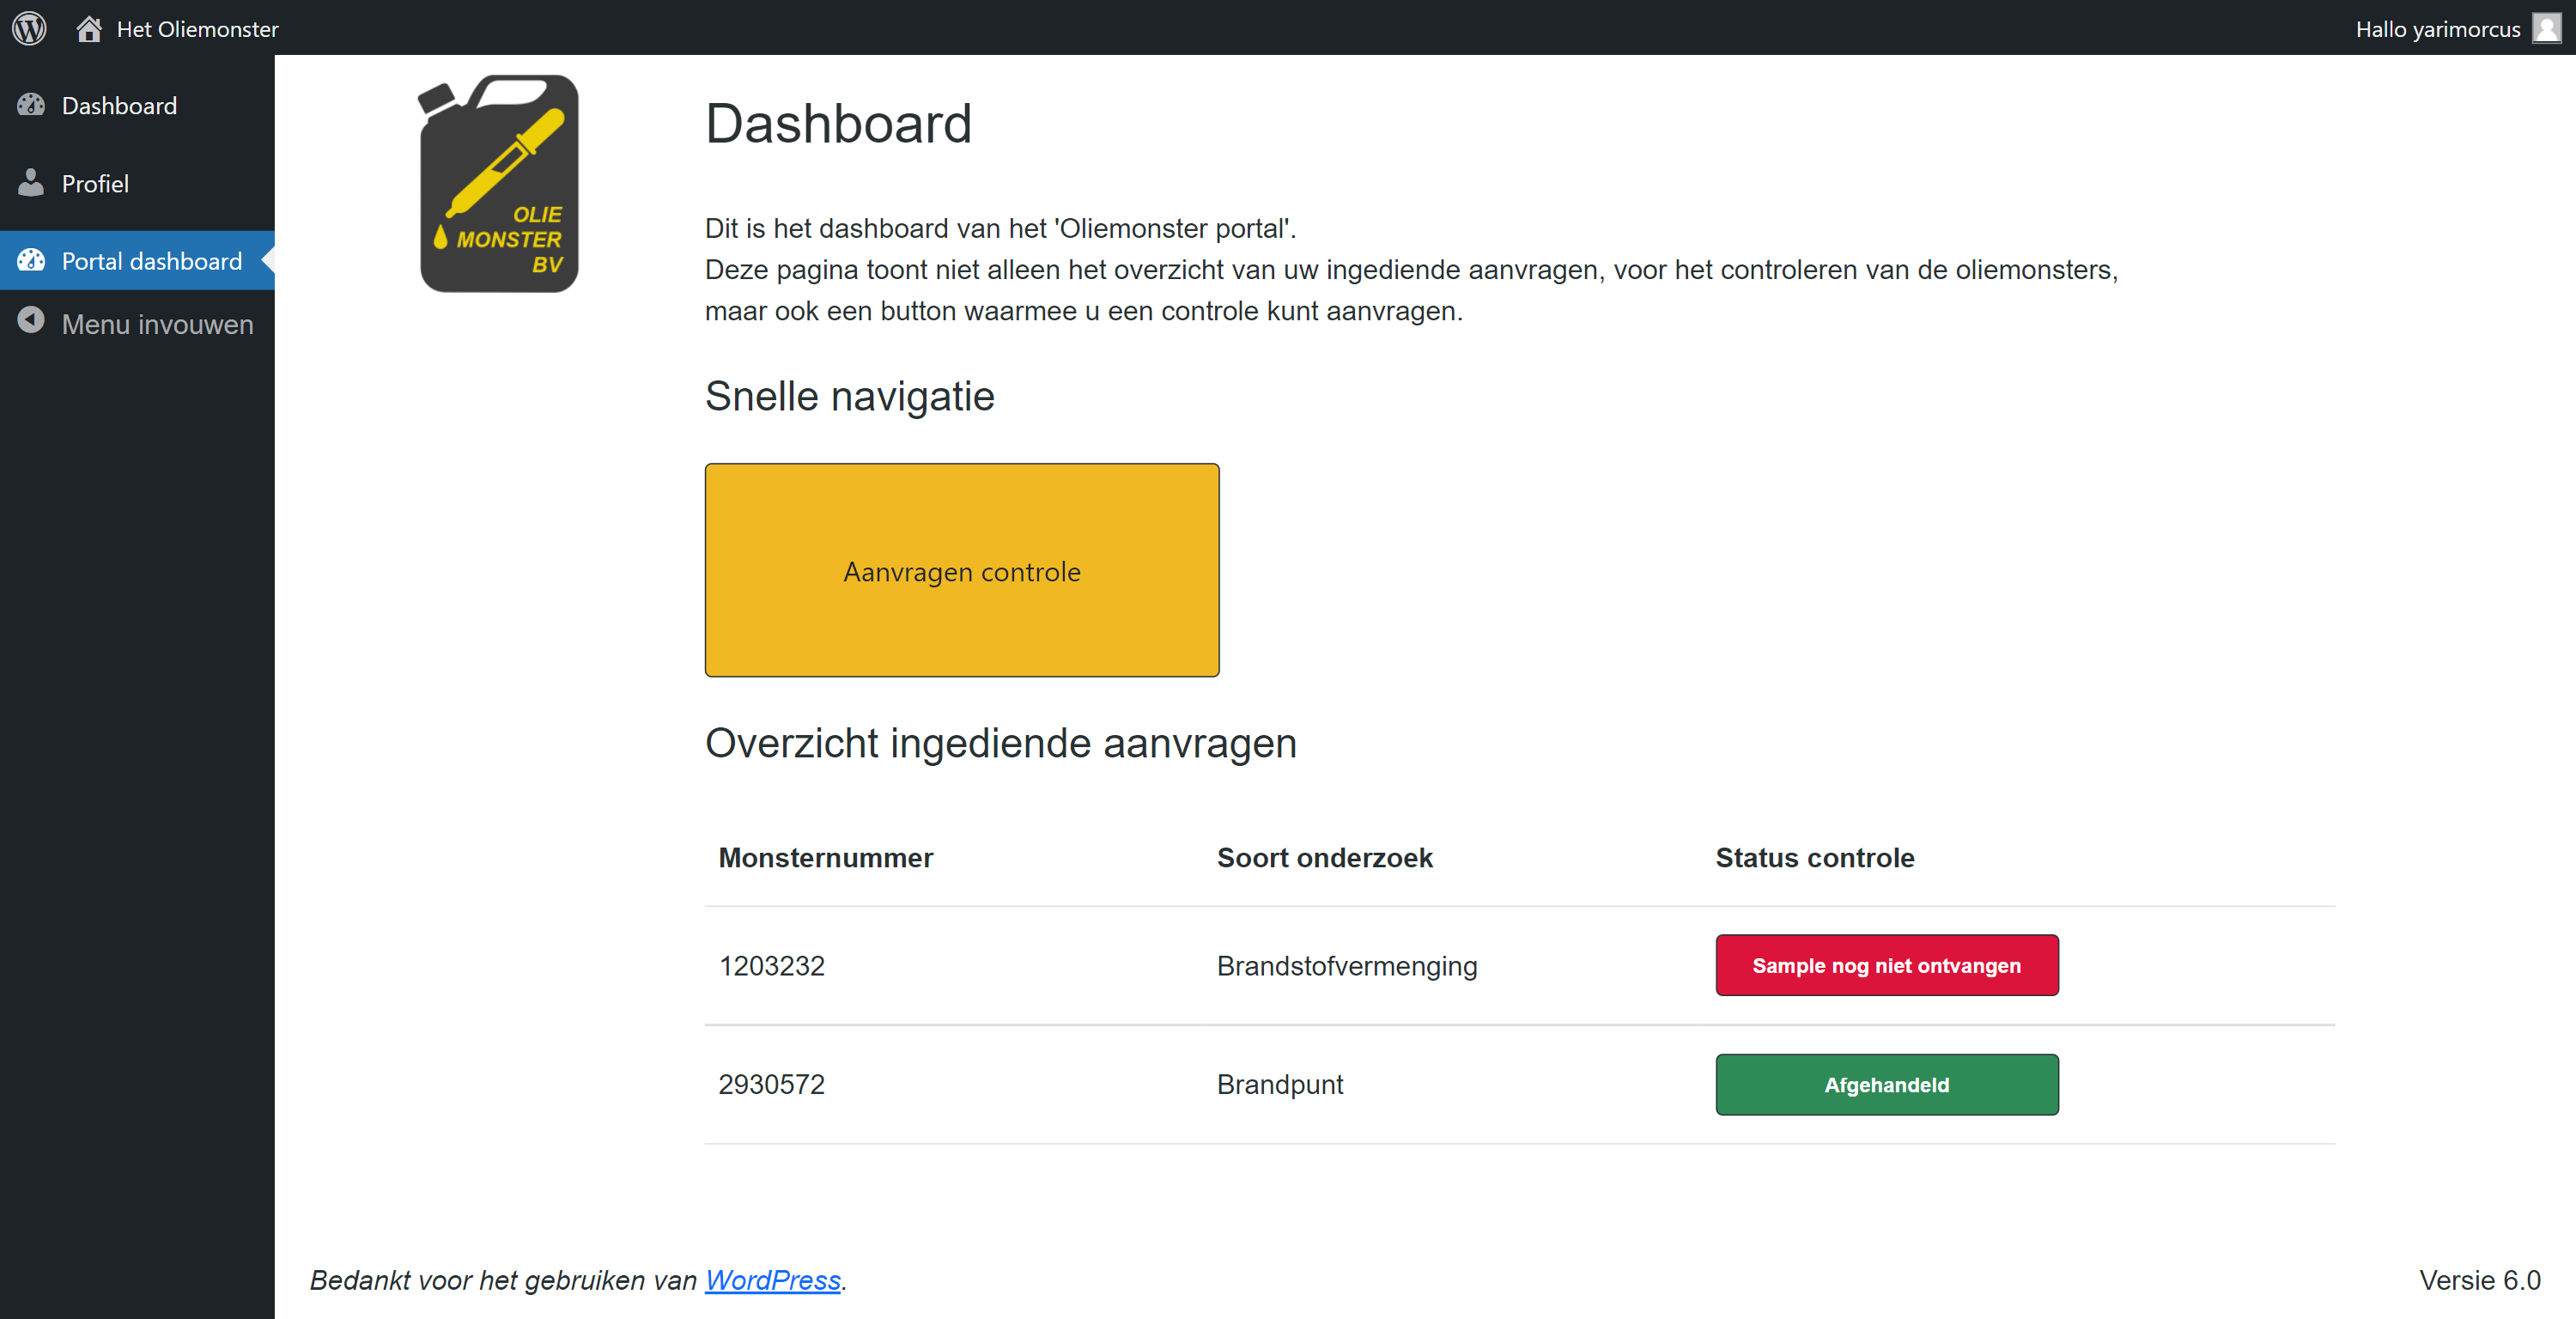 Het Oliemonster
Hallo yarimorcus
Dashboard
Profiel
Portal dashboard
Menu invouwen
OLIE
MONSTER
BV
Dashboard
Dit is het dashboard van het 'Oliemonster portal'.
Deze pagina toont niet alleen het overzicht van uw ingediende aanvragen, voor het controleren van de oliemonsters,
maar ook een button waarmee u een controle kunt aanvragen.
Snelle navigatie
Aanvragen controle
Overzicht ingediende aanvragen
Monsternummer Soort onderzoek Status controle
1203232 Brandstofvermenging Sample nog niet ontvangen
2930572 Brandpunt Afgehandeld
Bedankt voor het gebruiken van WordPress.
Versie 6.0